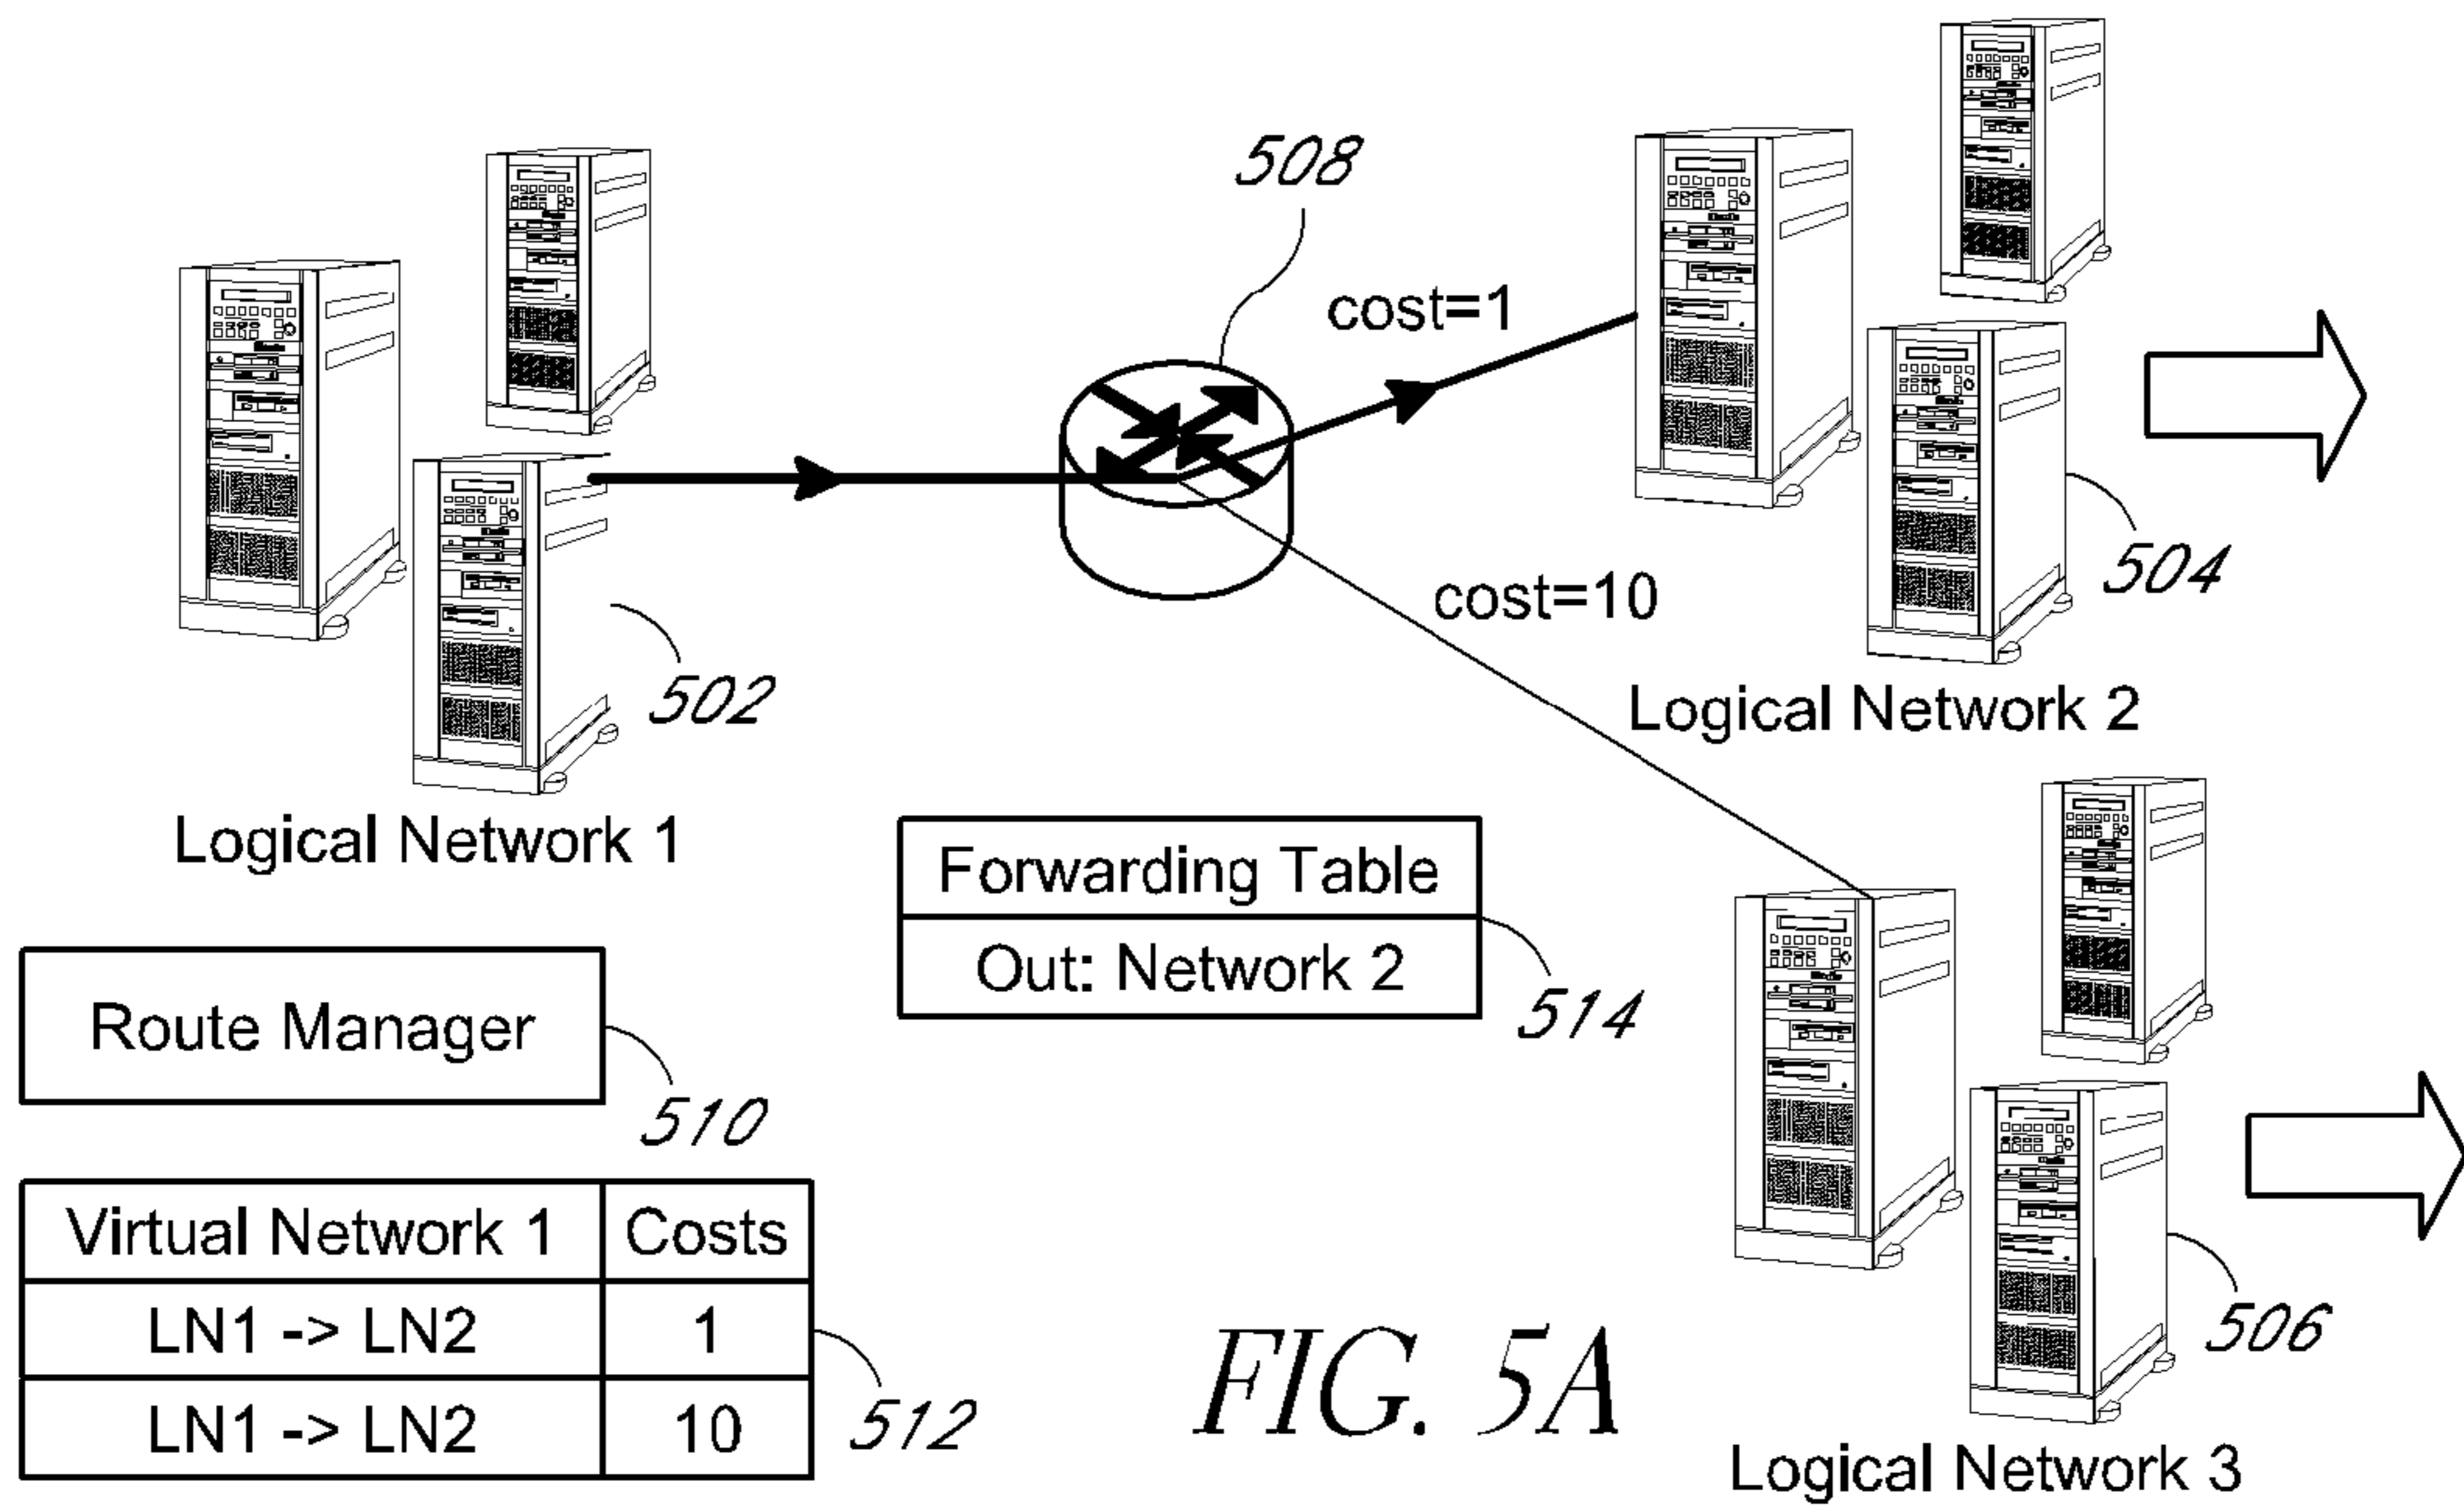 508
cost=1
cost=10
504
502
Logical Network 2
Logical Network 1
Forwarding Table
Out: Network 2
514
Route Manager
510
Virtual Network 1 Costs
LN1 -> LN2 1
LN1 -> LN2 10
512
506
FIG. 5A
Logical Network 3